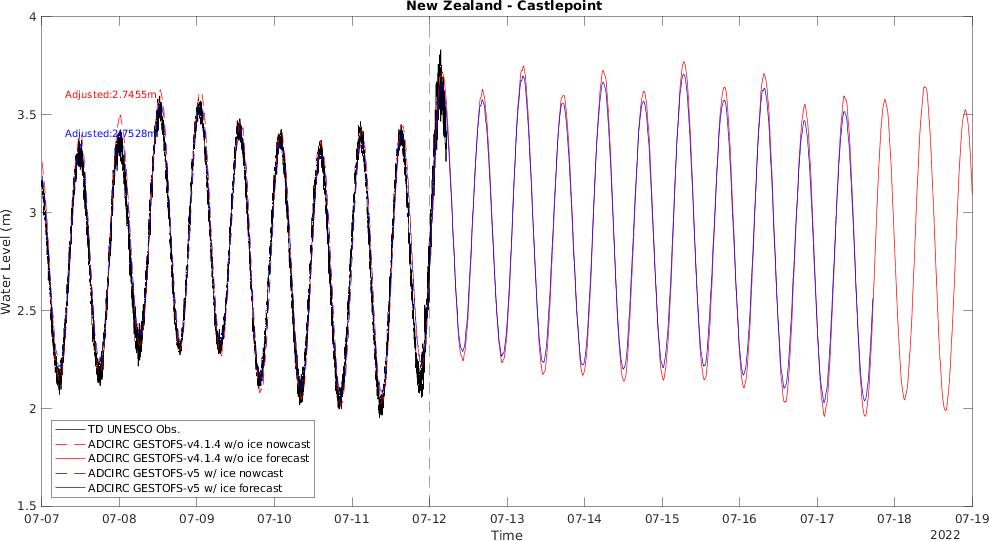 New Zealand - Castlepoint
Water Level (m)
4
3.5
3
2.5
2
1.5
Adjusted:2.7455m
Adjusted:2.7528m
TD UNESCO Obs.
ADCIRC GESTOFS-v4.1.4 w/o ice nowcast
ADCIRC GESTOFS-v4.1.4 w/o ice forecast
ADCIRC GESTOFS-v5 w/ ice nowcast
ADCIRC GESTOFS-v5 w/ ice forecast
07-07 07-08 07-09 07-10 07-11 07-12 07-13 07-14 07-15 07-16 07-17 07-18 07-19
Time
2022